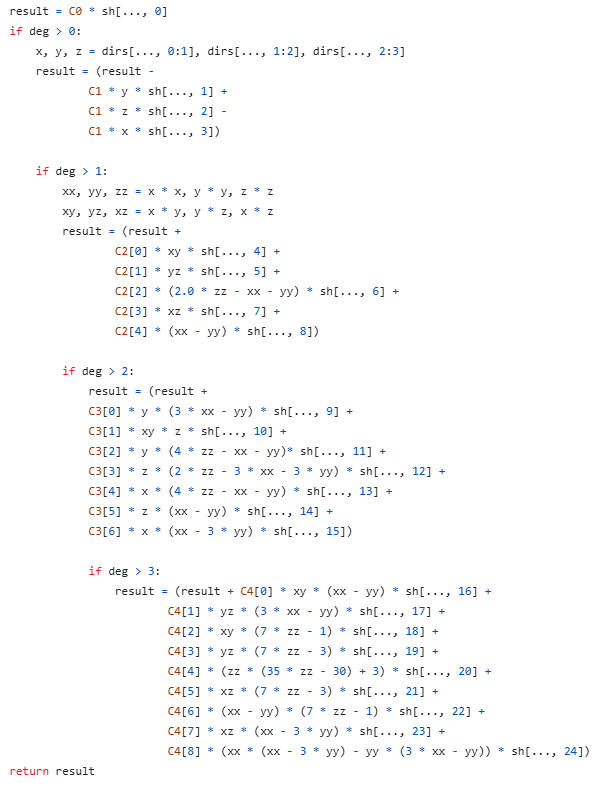 result = C0 * sh[..., 0]
if deg > 0:
    x, y, z = dirs[..., 0:1], dirs[..., 1:2], dirs[..., 2:3]
    result = (result -
            C1 * y * sh[..., 1] +
            C1 * z * sh[..., 2] -
            C1 * x * sh[..., 3])

    if deg > 1:
        xx, yy, zz = x * x, y * y, z * z
        xy, yz, xz = x * y, y * z, x * z
        result = (result +
                C2[0] * xy * sh[..., 4] +
                C2[1] * yz * sh[..., 5] +
                C2[2] * (2.0 * zz - xx - yy) * sh[..., 6] +
                C2[3] * xz * sh[..., 7] +
                C2[4] * (xx - yy) * sh[..., 8])

        if deg > 2:
            result = (result +
            C3[0] * y * (3 * xx - yy) * sh[..., 9] +
            C3[1] * xy * z * sh[..., 10] +
            C3[2] * y * (4 * zz - xx - yy)* sh[..., 11] +
            C3[3] * z * (2 * zz - 3 * xx - 3 * yy) * sh[..., 12] +
            C3[4] * x * (4 * zz - xx - yy) * sh[..., 13] +
            C3[5] * z * (xx - yy) * sh[..., 14] +
            C3[6] * x * (xx - 3 * yy) * sh[..., 15])

            if deg > 3:
                result = (result + C4[0] * xy * (xx - yy) * sh[..., 16] +
                        C4[1] * yz * (3 * xx - yy) * sh[..., 17] +
                        C4[2] * xy * (7 * zz - 1) * sh[..., 18] +
                        C4[3] * yz * (7 * zz - 3) * sh[..., 19] +
                        C4[4] * (zz * (35 * zz - 30) + 3) * sh[..., 20] +
                        C4[5] * xz * (7 * zz - 3) * sh[..., 21] +
                        C4[6] * (xx - yy) * (7 * zz - 1) * sh[..., 22] +
                        C4[7] * xz * (xx - 3 * yy) * sh[..., 23] +
                        C4[8] * (xx * (xx - 3 * yy) - yy * (3 * xx - yy)) * sh[..., 24])
return result